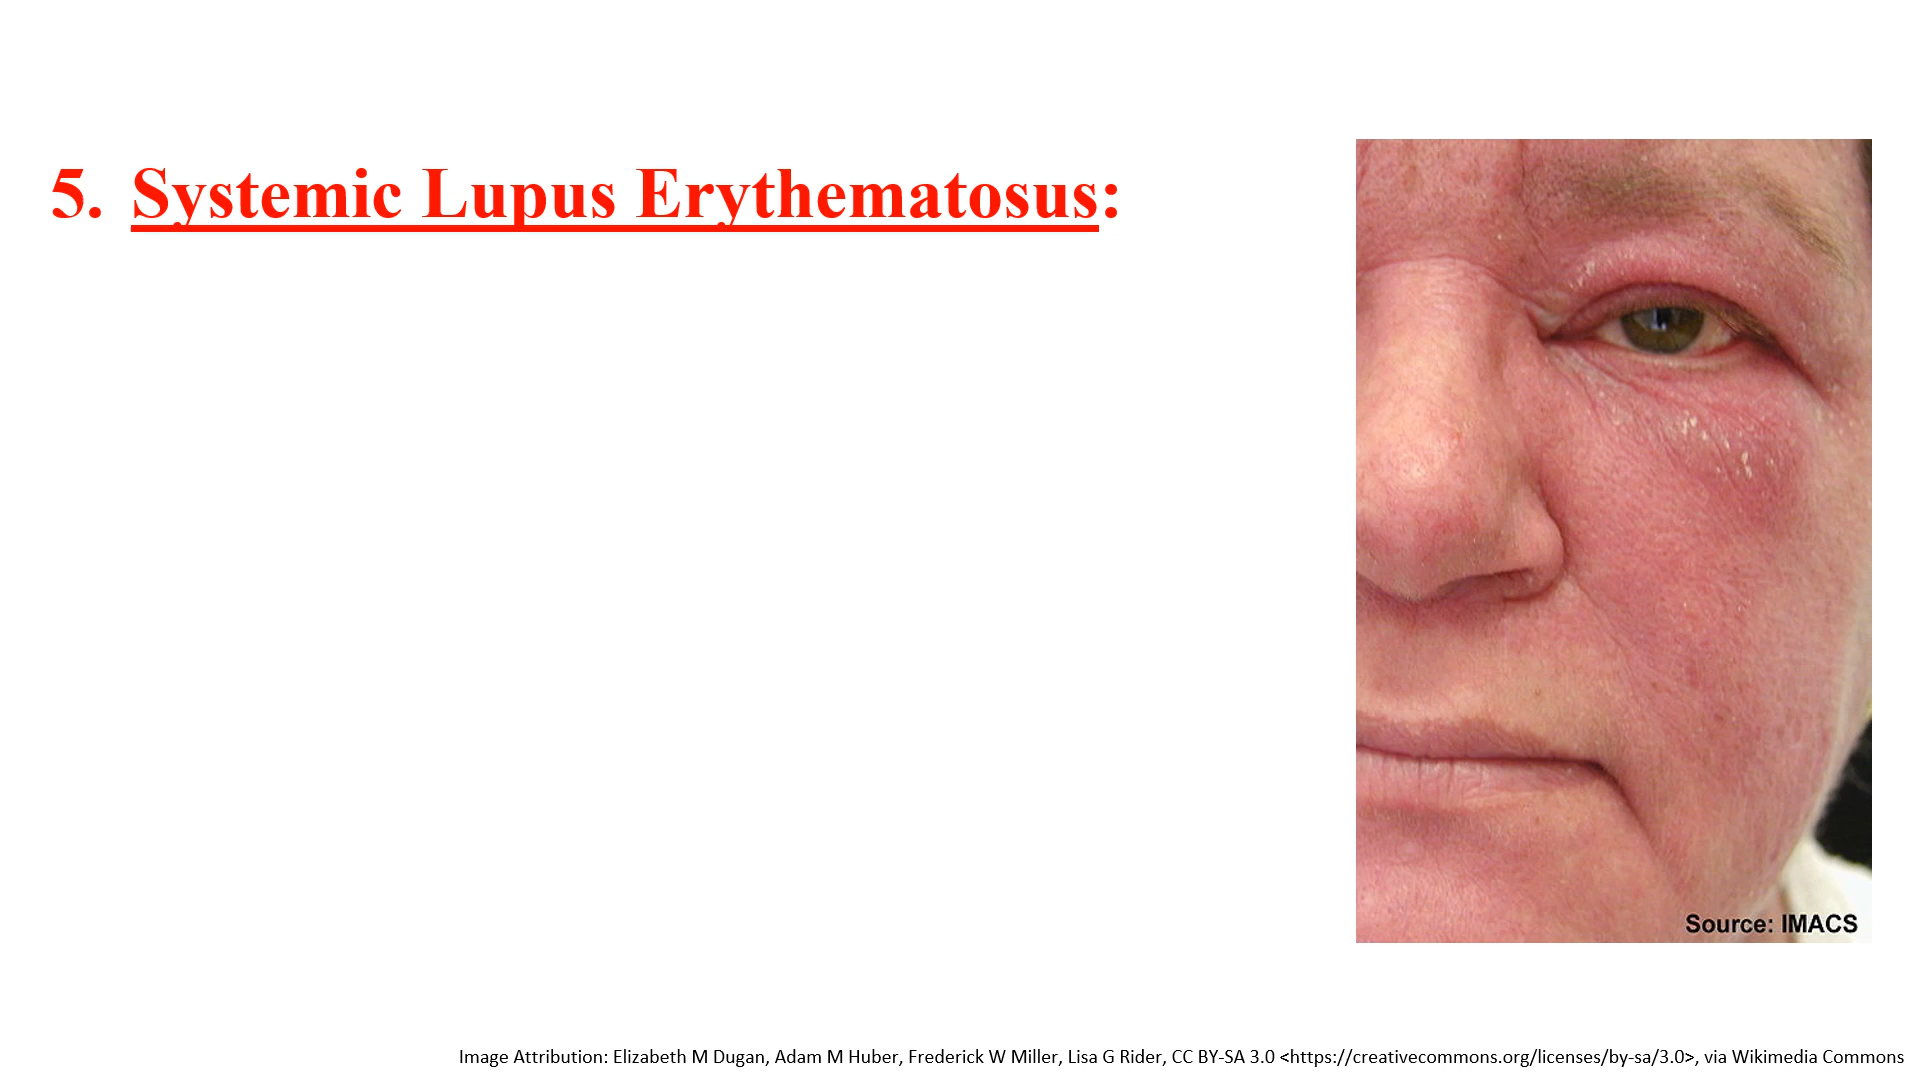 5. Systemic Lupus Erythematosus:
Source: IMACS
Image Attribution: Elizabeth M Dugan, Adam M Huber, Frederick W Miller, Lisa G Rider, CC BY-SA 3.0 <https://creativecommons.org/licenses/by-sa/3.0>, via Wikimedia Commons